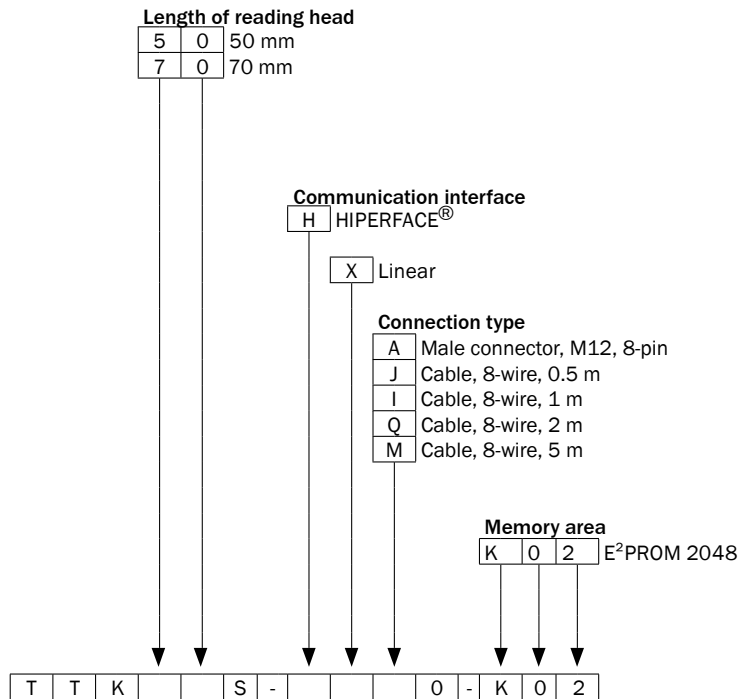 Length of reading head
5 0 50 mm
7 0 70 mm
Communication interface
H HIPERFACE®
X Linear
Connection type
A Male connector, M12, 8-pin
J Cable, 8-wire, 0.5 m
I Cable, 8-wire, 1 m
Q Cable, 8-wire, 2 m
M Cable, 8-wire, 5 m
Memory area
K 0 2 E²PROM 2048
T T K S - 0 - K 0 2